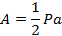 A = 1/2 Pa